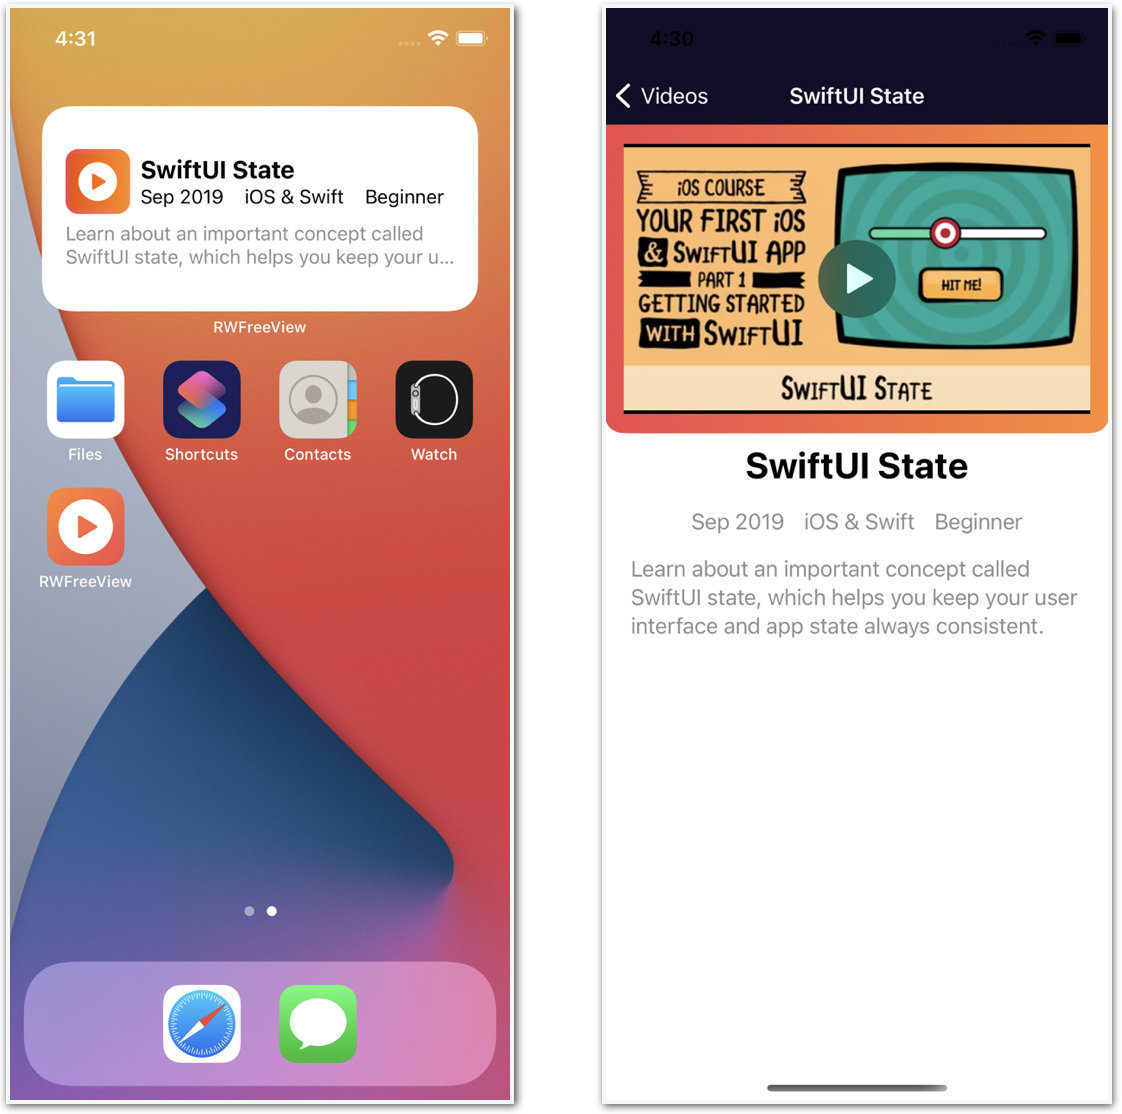 4:31
SwiftUI State
Sep 2019 iOS & Swift Beginner
Learn about an important concept called
SwiftUI state, which helps you keep your u...
RWFreeView
Files
Shortcuts
Contacts
Watch
RWFreeView
4:30
Videos
SwiftUI State
iOS COURSE
YOUR FIRST iOS
& SWIFTUI APP
PART 1
GETTING STARTED
WITH SWIFTUI
HIT ME!
SWIFTUI STATE
SwiftUI State
Sep 2019 iOS & Swift Beginner
Learn about an important concept called
SwiftUI state, which helps you keep your user
interface and app state always consistent.